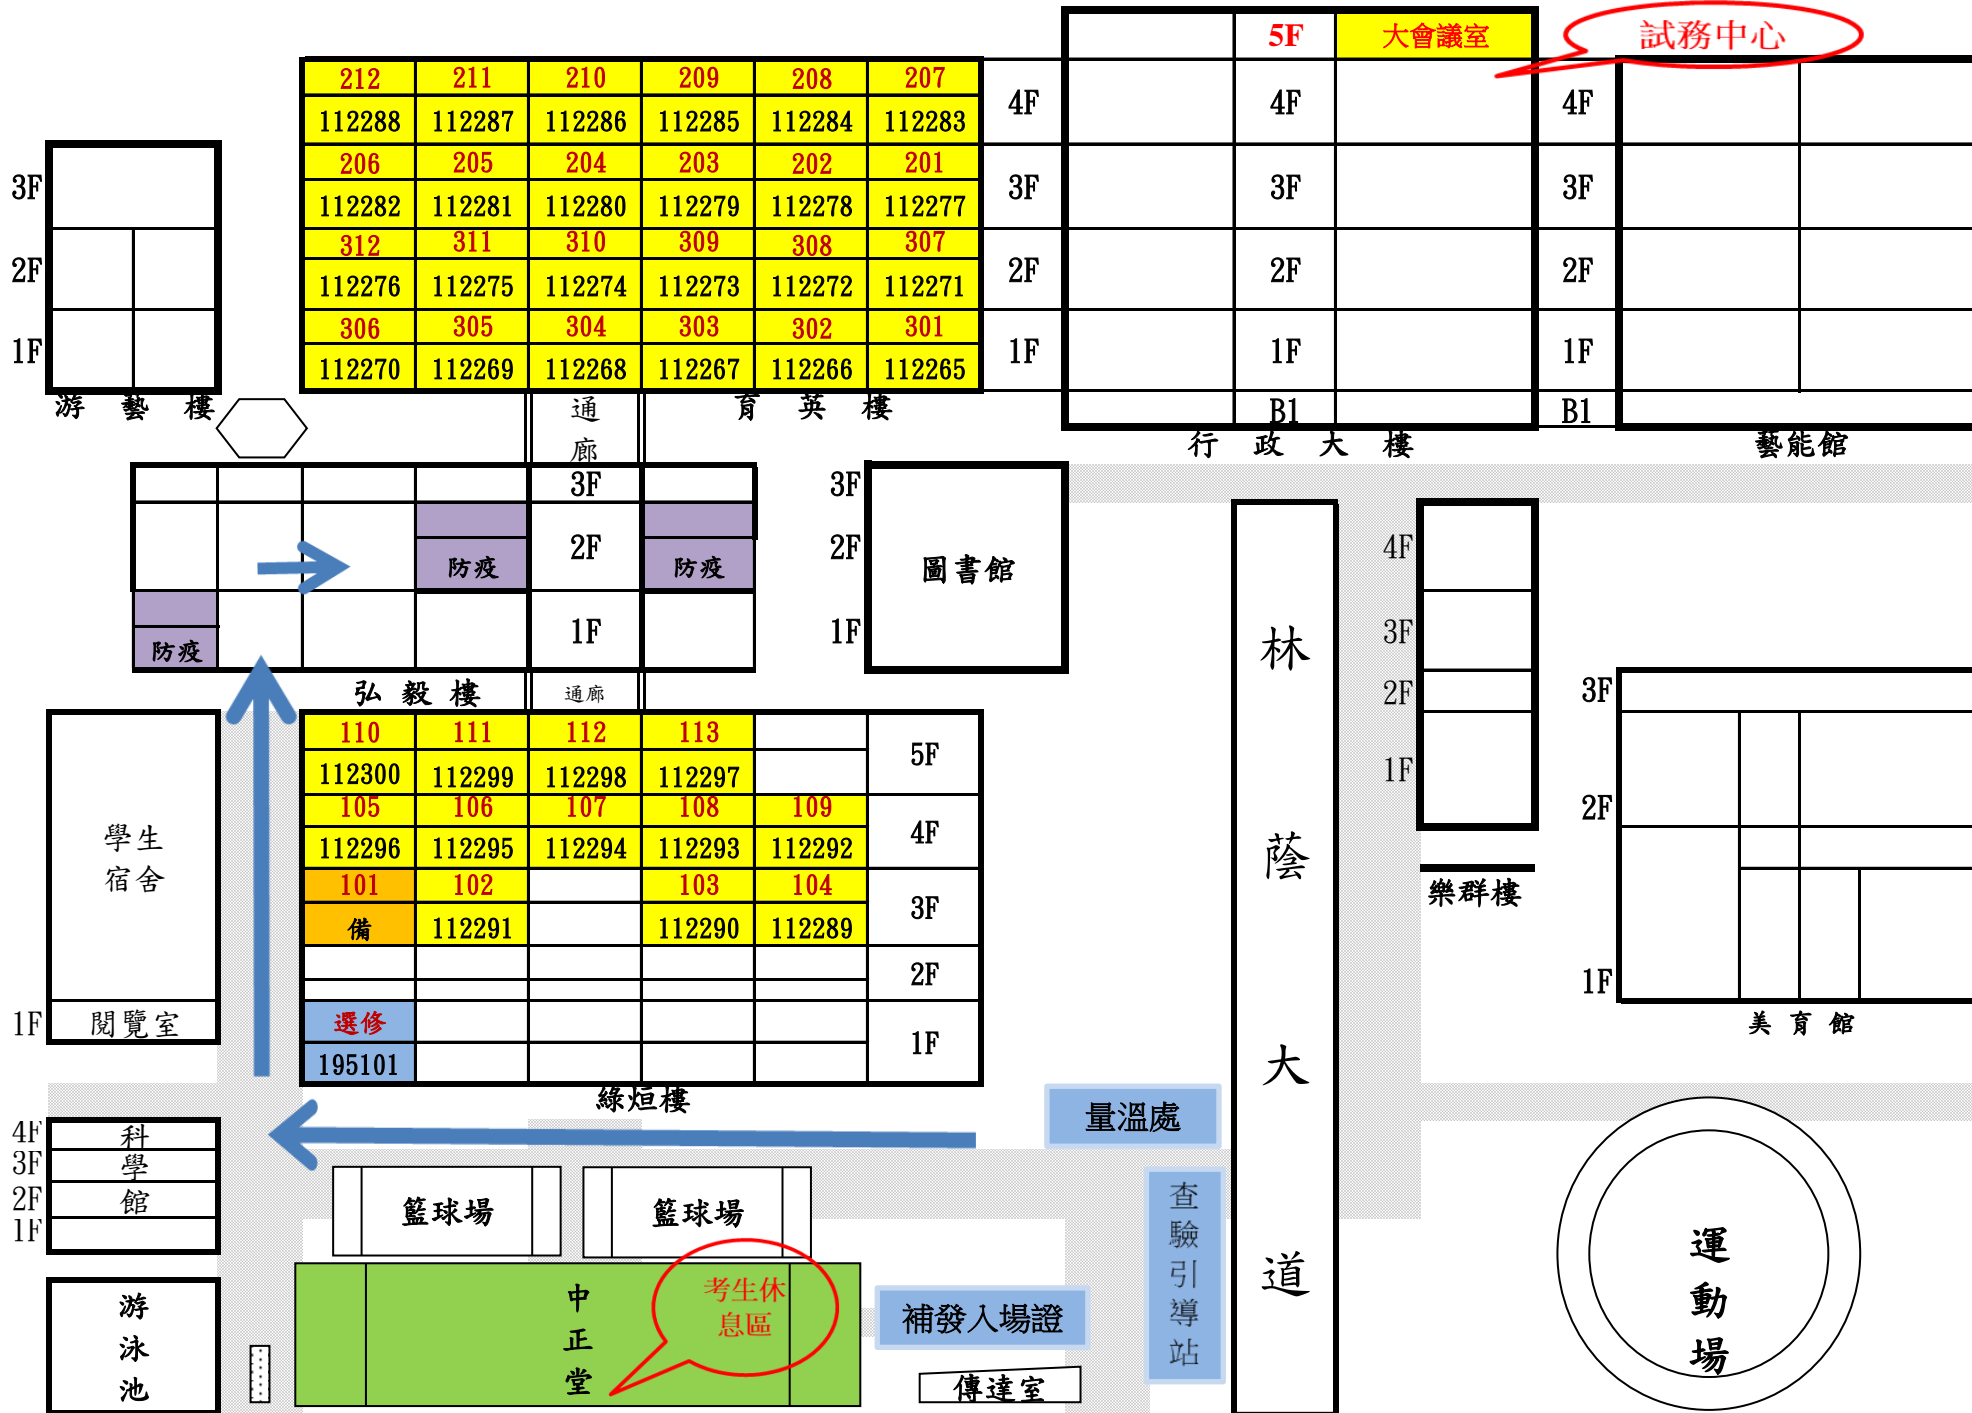 5F 大會議室 試務中心
212 211 210 209 208 207
112288 112287 112286 112285 112284 112283 4F 4F 4F
206 205 204 203 202 201
3F 112282 112281 112280 112279 112278 112277 3F 3F 3F
312 311 310 309 308 307
2F 112276 112275 112274 112273 112272 112271 2F 2F 2F
306 305 304 303 302 301
1F 112270 112269 112268 112267 112266 112265 1F 1F 1F
游藝樓 通廊 育英樓 B1 B1
行政大樓 藝能館
3F 3F
2F 2F 圖書館 4F
防疫 防疫
1F 1F 3F
防疫
弘毅樓 通廊 2F 3F
110 111 112 113
112300 112299 112298 112297 5F 1F
105 106 107 108 109 2F
112296 112295 112294 112293 112292 4F
學生
宿舍
101 102 103 104 3F 樂群樓
備 112291 112290 112289
2F 1F
1F 閱覽室 選修 1F 美育館
195101
綠烜樓
量溫處
4F 科
3F 學
2F 館
1F
籃球場 籃球場
林蔭大道
查驗引導站
運動場
游泳池
中正堂
考生休
息區
補發入場證
傳達室